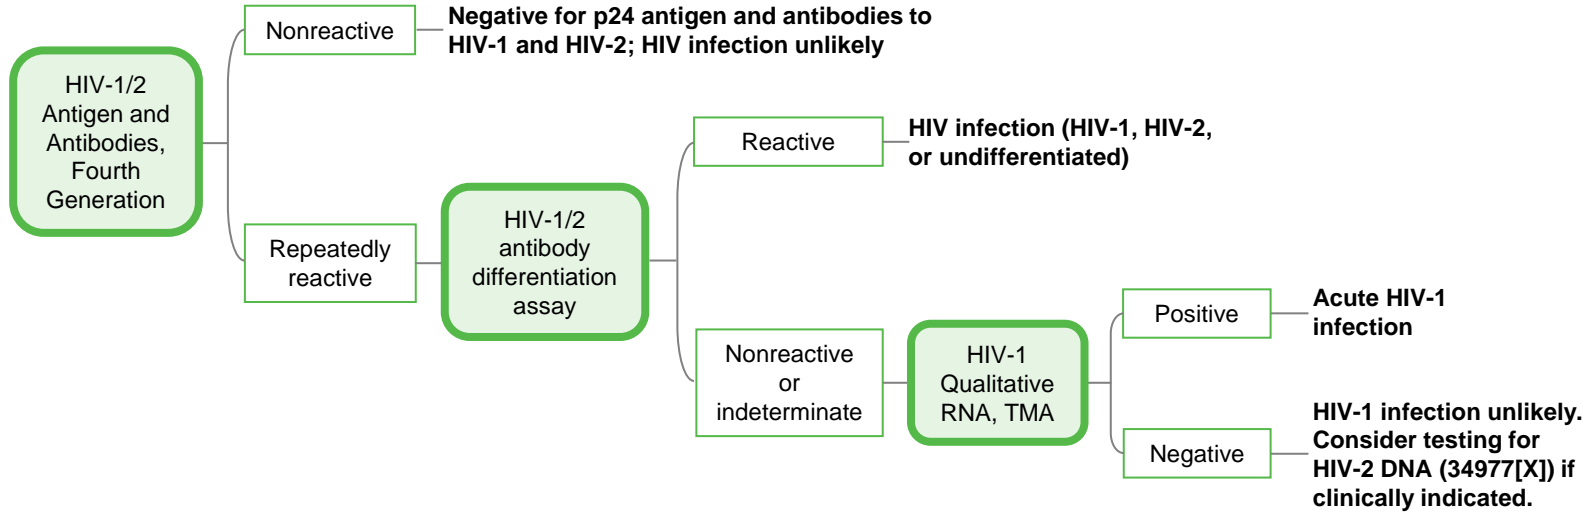 HIV-1/2
Antigen and
Antibodies,
Fourth
Generation
Nonreactive
Negative for p24 antigen and antibodies to
HIV-1 and HIV-2; HIV infection unlikely
Repeatedly
reactive
HIV-1/2
antibody
differentiation
assay
Reactive
HIV infection (HIV-1, HIV-2,
or undifferentiated)
Nonreactive
or
indeterminate
HIV-1
Qualitative
RNA, TMA
Positive
Acute HIV-1
infection
Negative
HIV-1 infection unlikely.
Consider testing for
HIV-2 DNA (34977[X]) if
clinically indicated.